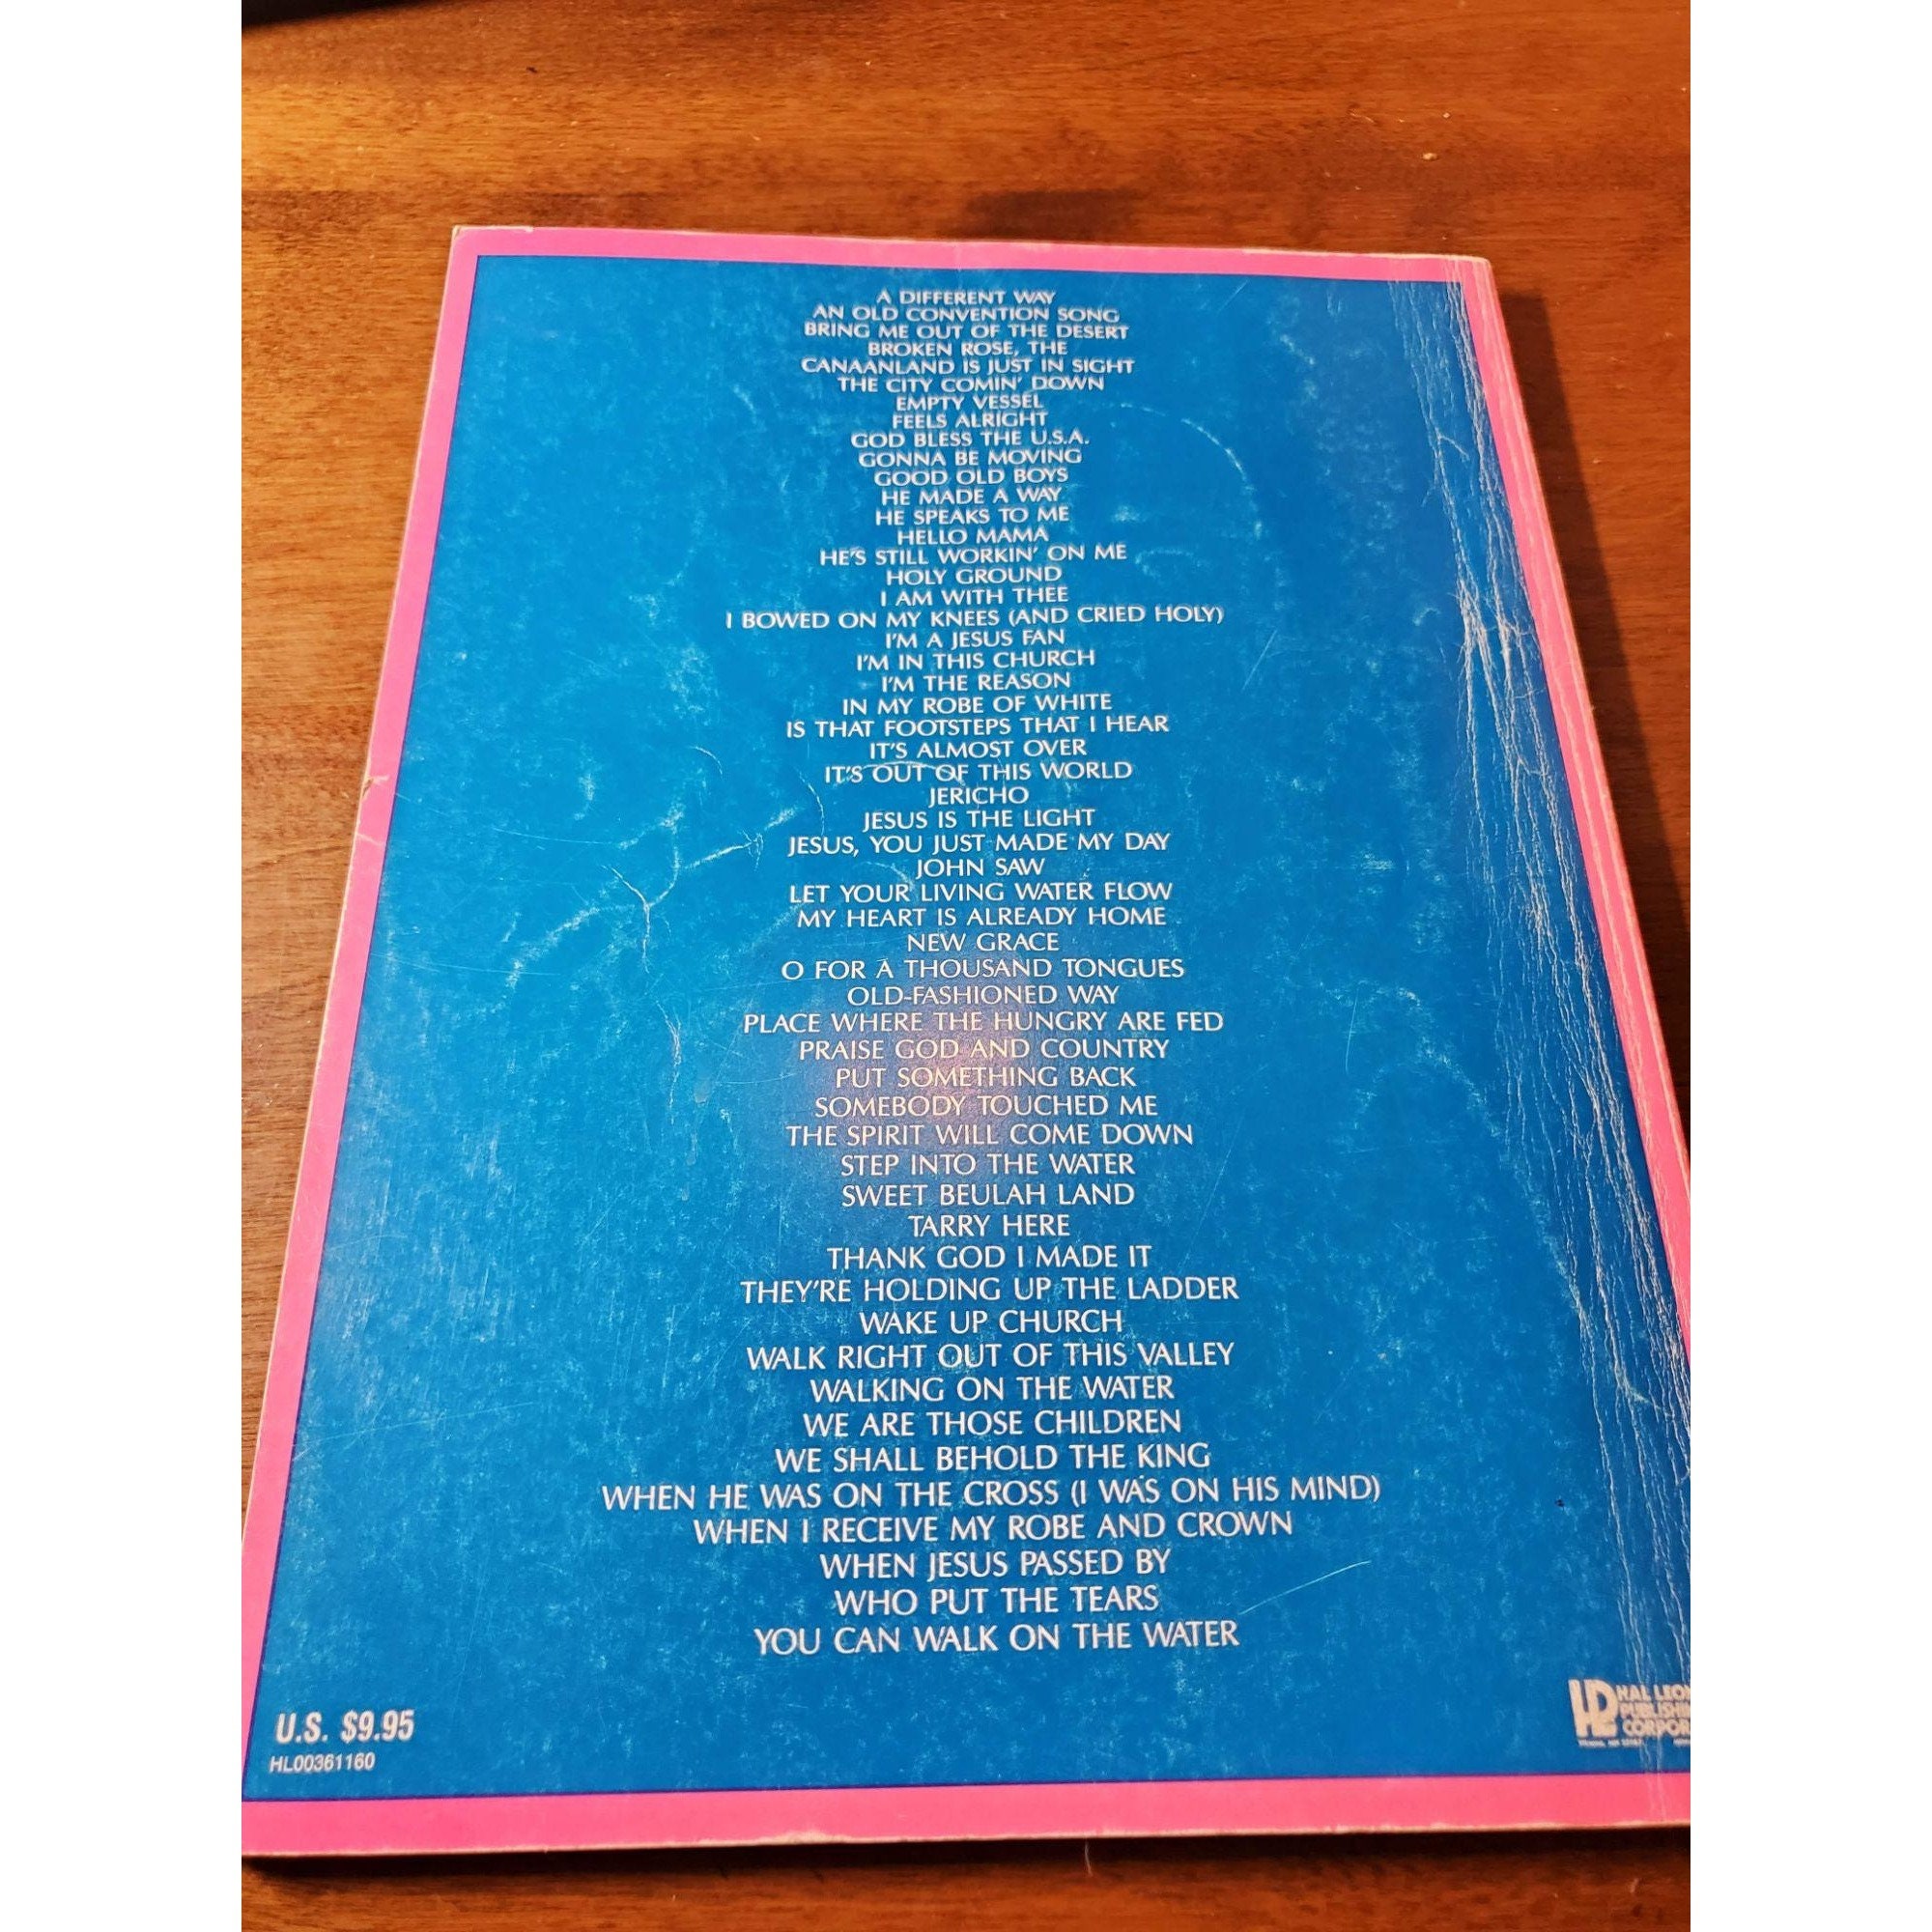 A DIFFERENT WAY
AN OLD CONVENTION SONG
BRING ME OUT OF THE DESERT
BROKEN ROSE, THE
CANAANLAND IS JUST IN SIGHT
THE CITY COMIN' DOWN
EMPTY VESSEL
FEELS ALRIGHT
GOD BLESS THE U.S.A.
GONNA BE MOVING
GOOD OLD BOYS
HE MADE A WAY
HE SPEAKS TO ME
HELLO MAMA
HE'S STILL WORKIN' ON ME
HOLY GROUND
I AM WITH THEE
I BOWED ON MY KNEES (AND CRIED HOLY)
I'M A JESUS FAN
I'M IN THIS CHURCH
I'M THE REASON
IN MY ROBE OF WHITE
IS THAT FOOTSTEPS THAT I HEAR
IT'S ALMOST OVER
IT'S OUT OF THIS WORLD
JERICHO
JESUS IS THE LIGHT
JESUS, YOU JUST MADE MY DAY
JOHN SAW
LET YOUR LIVING WATER FLOW
MY HEART IS ALREADY HOME
NEW GRACE
O FOR A THOUSAND TONGUES
OLD-FASHIONED WAY
PLACE WHERE THE HUNGRY ARE FED
PRAISE GOD AND COUNTRY
PUT SOMETHING BACK
SOMEBODY TOUCHED ME
THE SPIRIT WILL COME DOWN
STEP INTO THE WATER
SWEET BEULAH LAND
TARRY HERE
THANK GOD I MADE IT
THEY'RE HOLDING UP THE LADDER
WAKE UP CHURCH
WALK RIGHT OUT OF THIS VALLEY
WALKING ON THE WATER
WE ARE THOSE CHILDREN
WE SHALL BEHOLD THE KING
WHEN HE WAS ON THE CROSS (I WAS ON HIS MIND)
WHEN I RECEIVE MY ROBE AND CROWN
WHEN JESUS PASSED BY
WHO PUT THE TEARS
YOU CAN WALK ON THE WATER
U.S. $9.95
HL00361160
HAL LEON
PUBLISHI
CORPOR